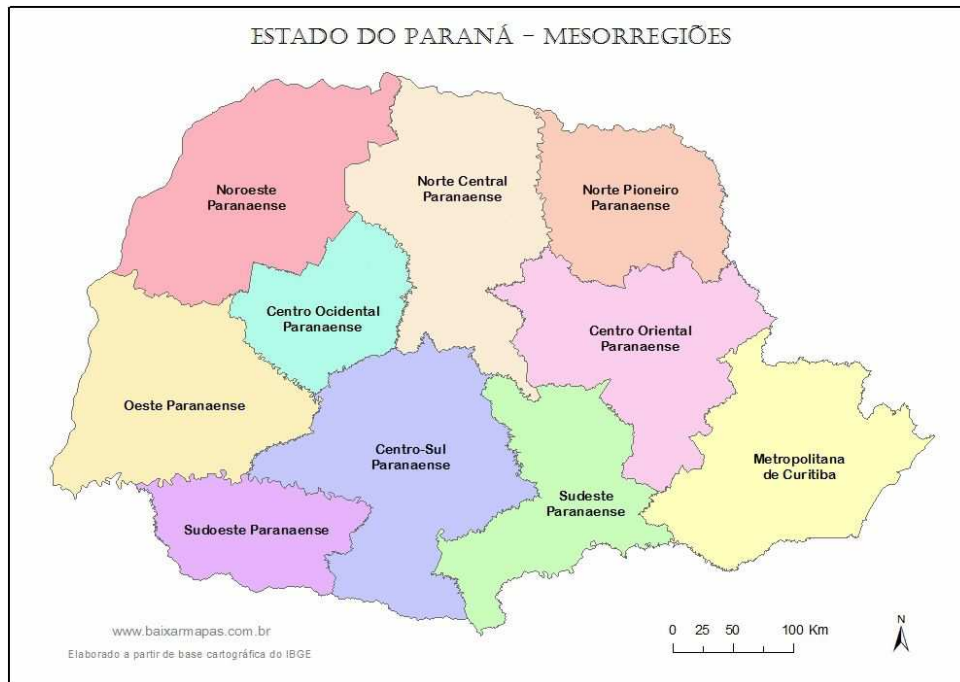 ESTADO DO PARANÁ – MESORREGIÕES
Noroeste
Paranaense
Norte Central
Paranaense
Norte Pioneiro
Paranaense
Centro Ocidental
Paranaense
Centro Oriental
Paranaense
Oeste Paranaense
Centro-Sul
Paranaense
Metropolitana
de Curitiba
Sudeste
Paranaense
Sudoeste Paranaense
www.baixarmapas.com.br
Elaborado a partir de base cartográfica do IBGE
0 25 50 100 Km
N